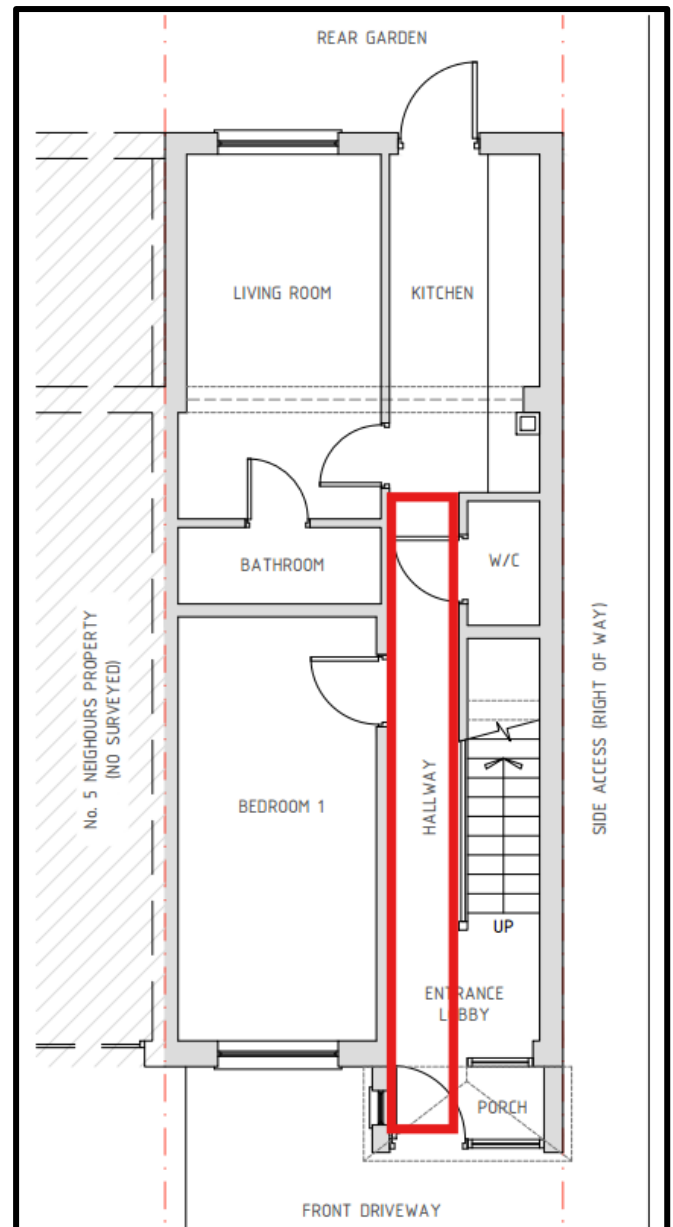 REAR GARDEN
LIVING ROOM
KITCHEN
BATHROOM
W/C
No. 5 NEIGHOURS PROPERTY
(NO SURVEYED)
SIDE ACCESS (RIGHT OF WAY)
BEDROOM 1
HALLWAY
UP
ENTRANCE
LOBBY
PORCH
FRONT DRIVEWAY